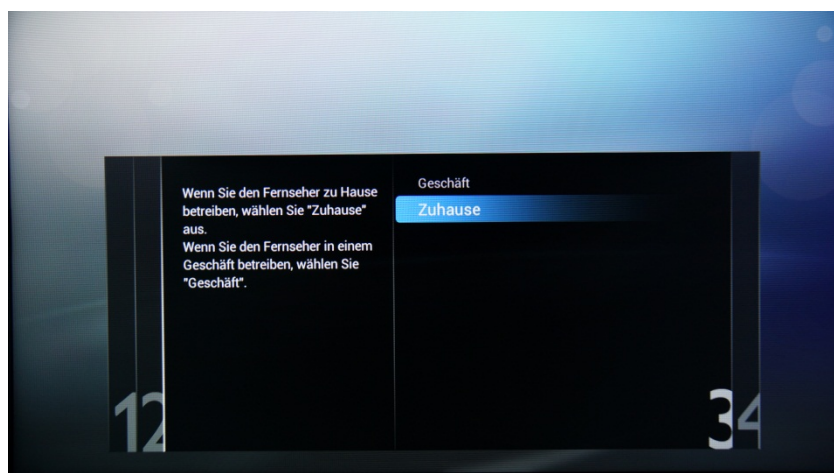 Wenn Sie den Fernseher zu Hause
betreiben, wählen Sie "Zuhause"
aus.
Wenn Sie den Fernseher in einem
Geschäft betreiben, wählen Sie
"Geschäft".
Geschäft
Zuhause
12
34